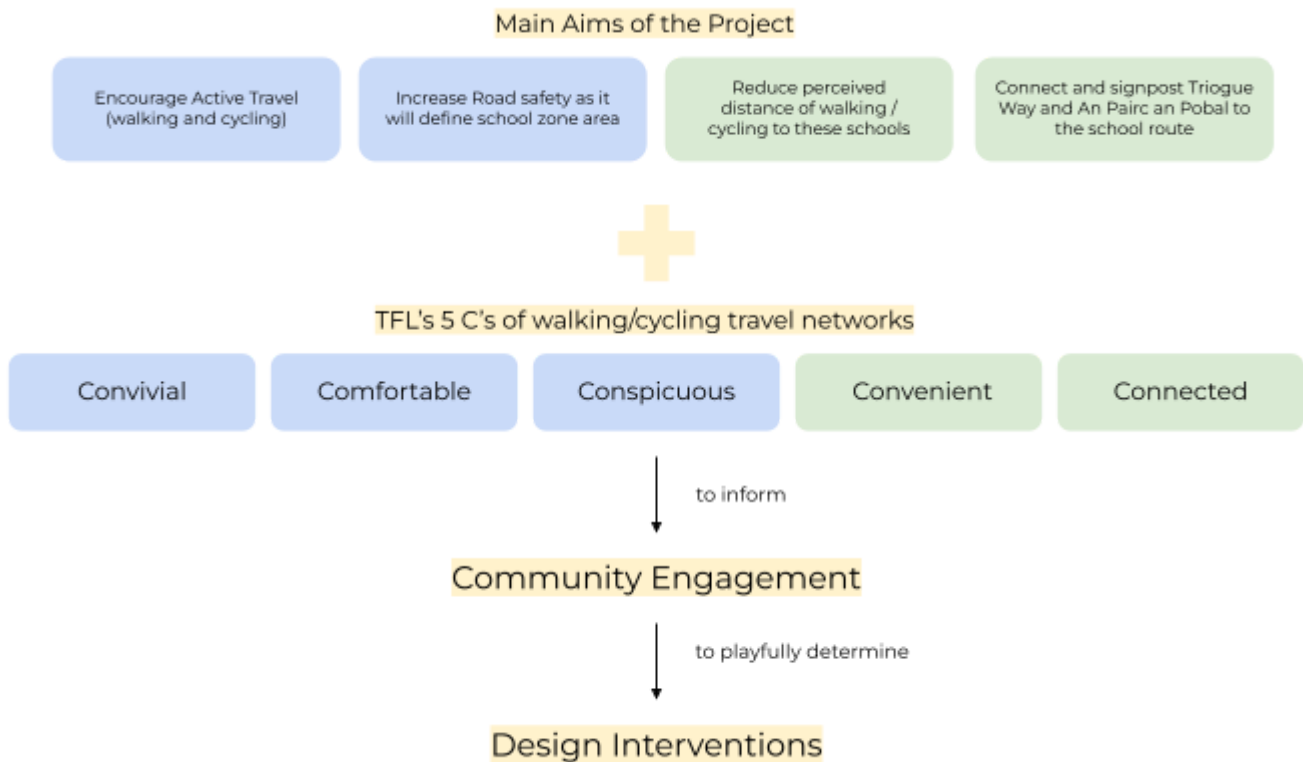 Main Aims of the Project
Encourage Active Travel
(walking and cycling)
Increase Road safety as it
will define school zone area
Reduce perceived
distance of walking /
cycling to these schools
Connect and signpost Triogue
Way and An Pairc an Pobal to
the school route
TFL's 5 C's of walking/cycling travel networks
Convivial
Comfortable
Conspicuous
Convenient
Connected
to inform
Community Engagement
to playfully determine
Design Interventions